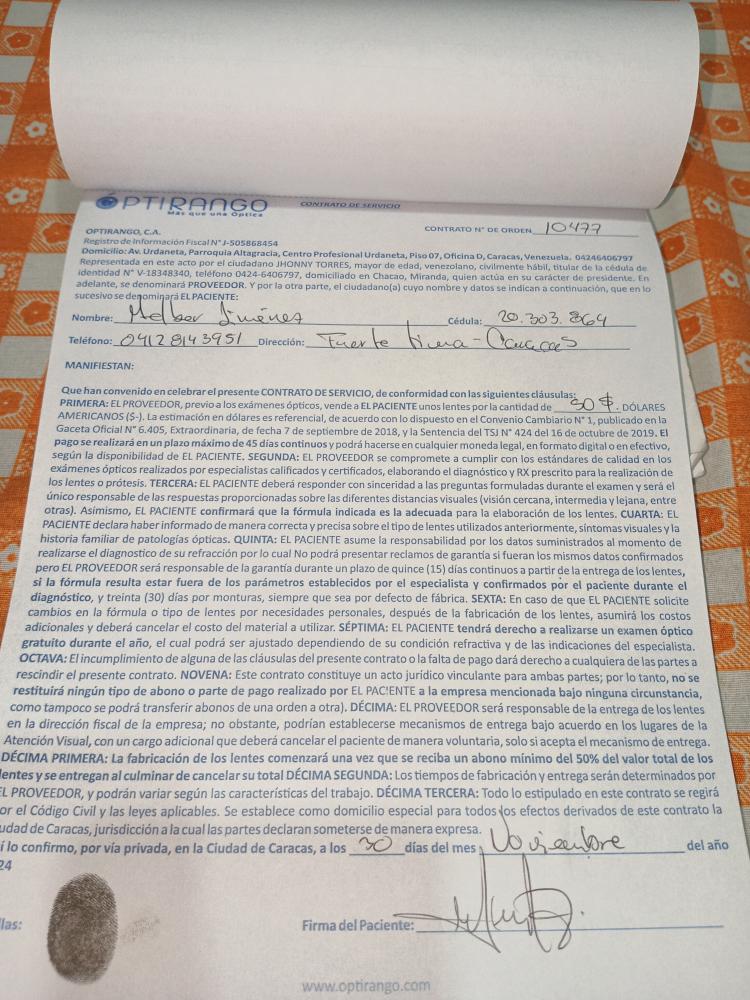 ÓPTIRANGO CONTRATO DE SERVICIO
Más que una Óptica
CONTRATO N° DE ORDEN 10477
OPTIRANGO, C.A.
Registro de Información Fiscal N° J-505868454
Domicilio: Av. Urdaneta, Parroquia Altagracia, Centro Profesional Urdaneta, Piso 07, Oficina D, Caracas, Venezuela. 04246406797
Representada en este acto por el ciudadano JHONNY TORRES, mayor de edad, venezolano, civilmente hábil, titular de la cédula de
identidad N° V-18348340, teléfono 0424-6406797, domiciliado en Chacao, Miranda, quien actúa en su carácter de presidente. En
adelante, se denominará PROVEEDOR. Y por la otra parte, el ciudadano(a) cuyo nombre y datos se indican a continuación, que en lo
sucesivo se denominará EL PACIENTE:
Nombre: Melber Jiménez Cédula: 20.303.864
Teléfono: 04128143951 Dirección: Fuerte tiuna - Caracas
MANIFIESTAN:
Que han convenido en celebrar el presente CONTRATO DE SERVICIO, de conformidad con las siguientes cláusulas:
PRIMERA: EL PROVEEDOR, previo a los exámenes ópticos, vende a EL PACIENTE unos lentes por la cantidad de 50 $. DÓLARES
AMERICANOS ($-). La estimación en dólares es referencial, de acuerdo con lo dispuesto en el Convenio Cambiario N° 1, publicado en la
Gaceta Oficial N° 6.405, Extraordinaria, de fecha 7 de septiembre de 2018, y la Sentencia del TSJ N° 424 del 16 de octubre de 2019. El
pago se realizará en un plazo máximo de 45 días continuos y podrá hacerse en cualquier moneda legal, en formato digital o en efectivo,
según la disponibilidad de EL PACIENTE. SEGUNDA: EL PROVEEDOR se compromete a cumplir con los estándares de calidad en los
exámenes ópticos realizados por especialistas calificados y certificados, elaborando el diagnóstico y RX prescrito para la realización de
los lentes o prótesis. TERCERA: EL PACIENTE deberá responder con sinceridad a las preguntas formuladas durante el examen y será el
único responsable de las respuestas proporcionadas sobre las diferentes distancias visuales (visión cercana, intermedia y lejana, entre
otras). Asimismo, EL PACIENTE confirmará que la fórmula indicada es la adecuada para la elaboración de los lentes. CUARTA: EL
PACIENTE declara haber informado de manera correcta y precisa sobre el tipo de lentes utilizados anteriormente, síntomas visuales y la
historia familiar de patologías ópticas. QUINTA: EL PACIENTE asume la responsabilidad por los datos suministrados al momento de
realizarse el diagnostico de su refracción por lo cual No podrá presentar reclamos de garantía si fueran los mismos datos confirmados
pero EL PROVEEDOR será responsable de la garantía durante un plazo de quince (15) días continuos a partir de la entrega de los lentes,
si la fórmula resulta estar fuera de los parámetros establecidos por el especialista y confirmados por el paciente durante el
diagnóstico, y treinta (30) días por monturas, siempre que sea por defecto de fábrica. SEXTA: En caso de que EL PACIENTE solicite
cambios en la fórmula o tipo de lentes por necesidades personales, después de la fabricación de los lentes, asumirá los costos
adicionales y deberá cancelar el costo del material a utilizar. SÉPTIMA: EL PACIENTE tendrá derecho a realizarse un examen óptico
gratuito durante el año, el cual podrá ser ajustado dependiendo de su condición refractiva y de las indicaciones del especialista.
OCTAVA: El incumplimiento de alguna de las cláusulas del presente contrato o la falta de pago dará derecho a cualquiera de las partes a
rescindir el presente contrato. NOVENA: Este contrato constituye un acto jurídico vinculante para ambas partes; por lo tanto, no se
restituirá ningún tipo de abono o parte de pago realizado por EL PACIENTE a la empresa mencionada bajo ninguna circunstancia,
como tampoco se podrá transferir abonos de una orden a otra). DÉCIMA: EL PROVEEDOR será responsable de la entrega de los lentes
en la dirección fiscal de la empresa; no obstante, podrían establecerse mecanismos de entrega bajo acuerdo en los lugares de la
Atención Visual, con un cargo adicional que deberá cancelar el paciente de manera voluntaria, solo si acepta el mecanismo de entrega.
DÉCIMA PRIMERA: La fabricación de los lentes comenzará una vez que se reciba un abono mínimo del 50% del valor total de los
lentes y se entregan al culminar de cancelar su total DÉCIMA SEGUNDA: Los tiempos de fabricación y entrega serán determinados por
EL PROVEEDOR, y podrán variar según las características del trabajo. DÉCIMA TERCERA: Todo lo estipulado en este contrato se regirá
or el Código Civil y las leyes aplicables. Se establece como domicilio especial para todos los efectos derivados de este contrato la
udad de Caracas, jurisdicción a la cual las partes declaran someterse de manera expresa.
í lo confirmo, por vía privada, en la Ciudad de Caracas, a los 30 días del mes Noviembre del año
24
llas: Firma del Paciente:
www.optirango.com